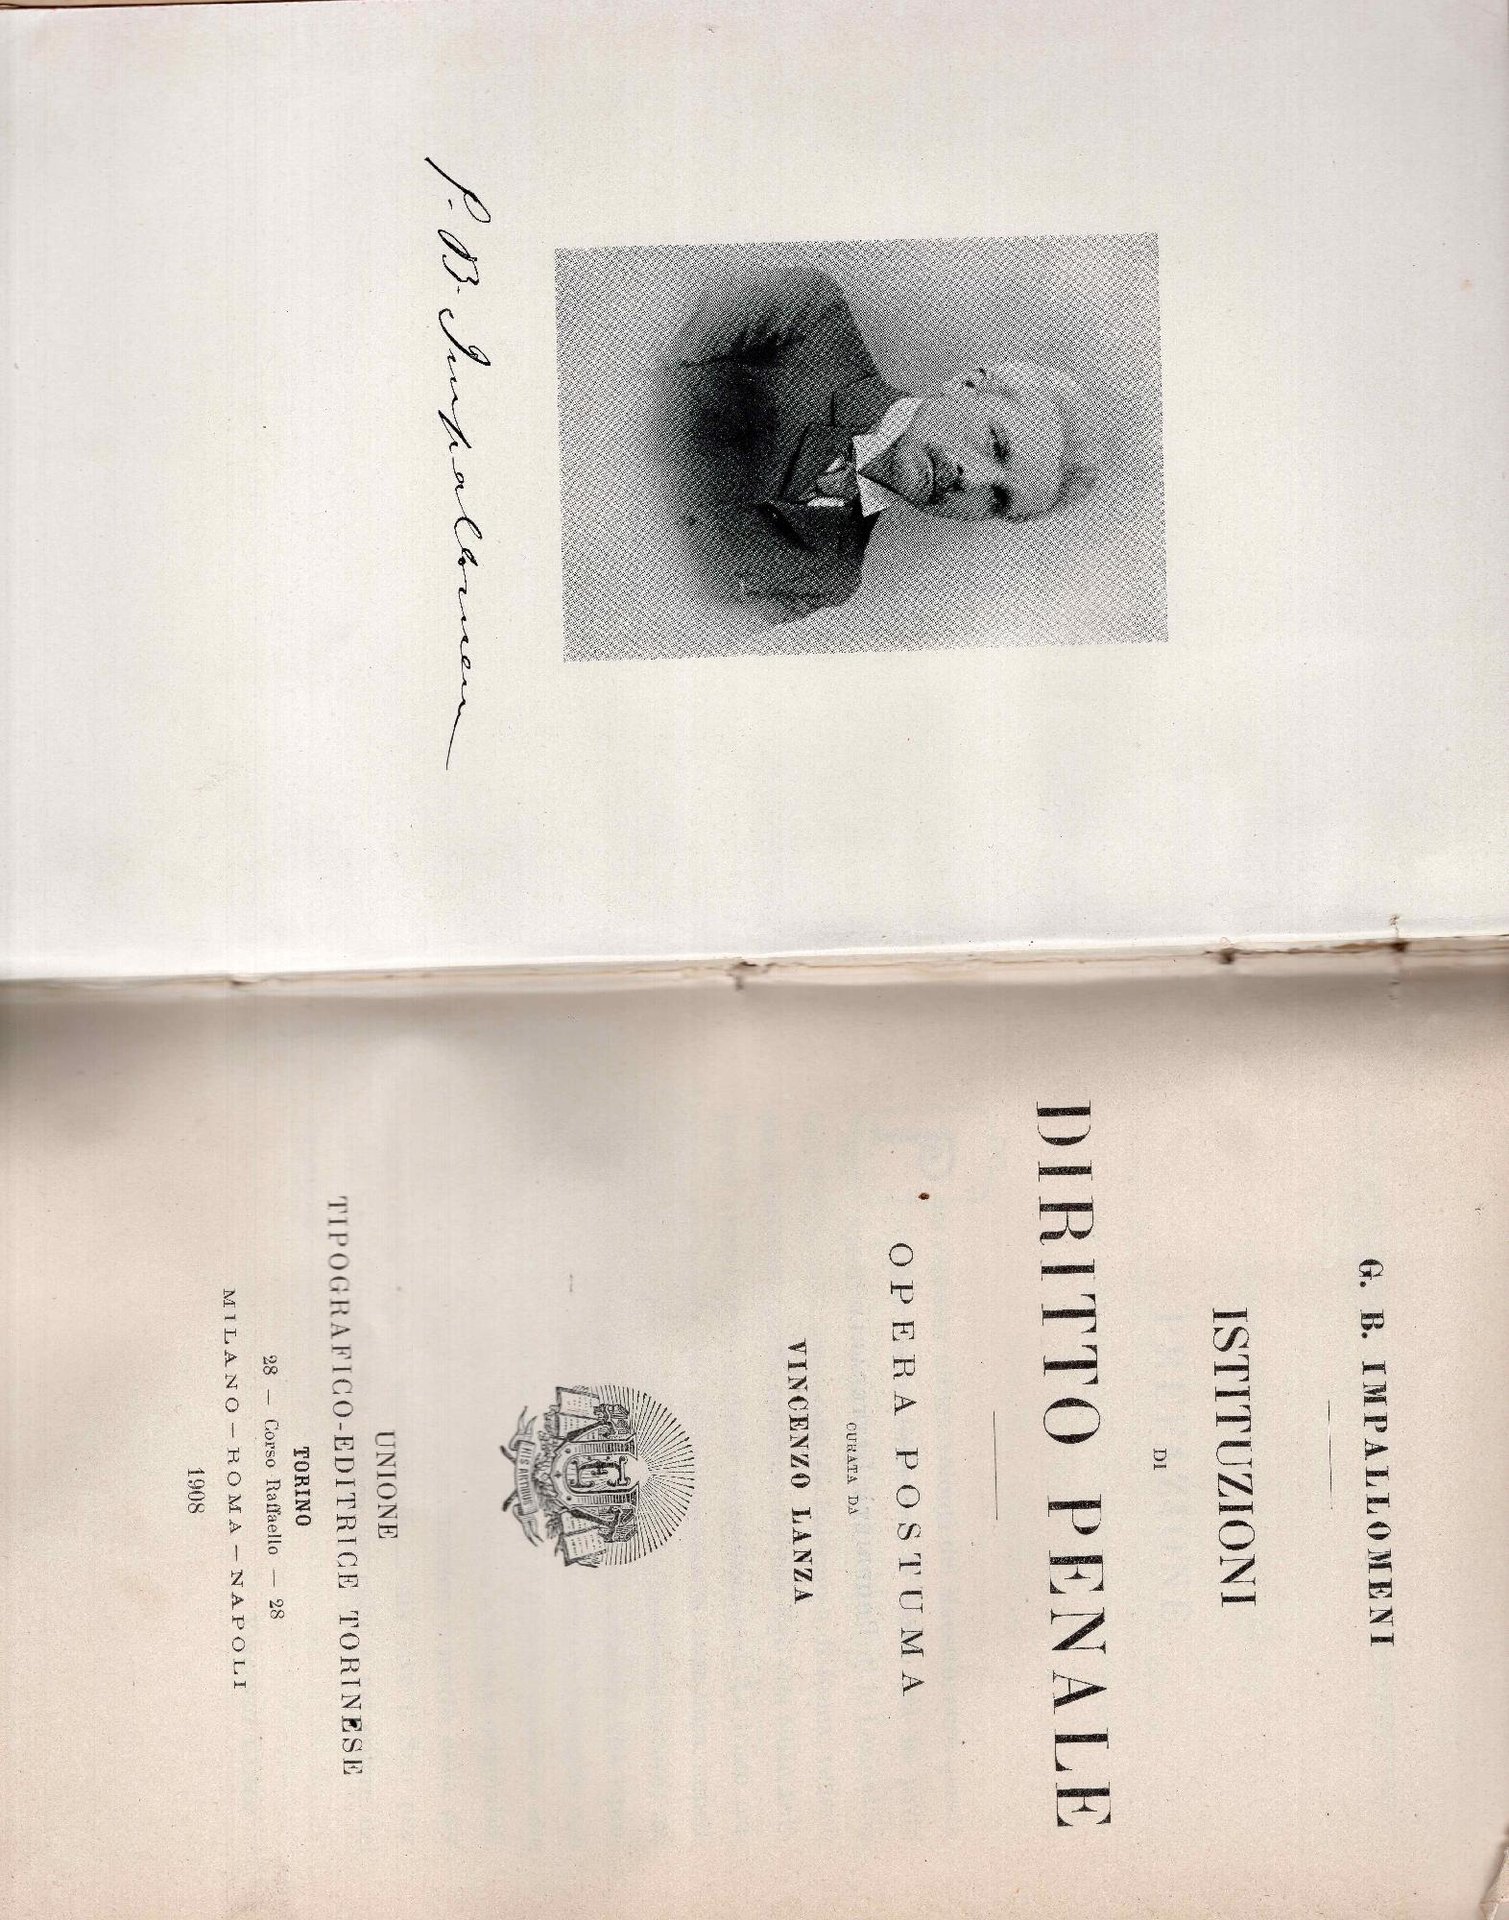 G. B. Impallomeni
G. B. IMPALLOMENI
ISTITUZIONI
DI
DIRITTO PENALE
OPERA POSTUMA
CURATA DA
VINCENZO LANZA
UNIONE
TIPOGRAFICO-EDITRICE TORINESE
TORINO
28 — Corso Raffaello — 28
MILANO — ROMA — NAPOLI
1908